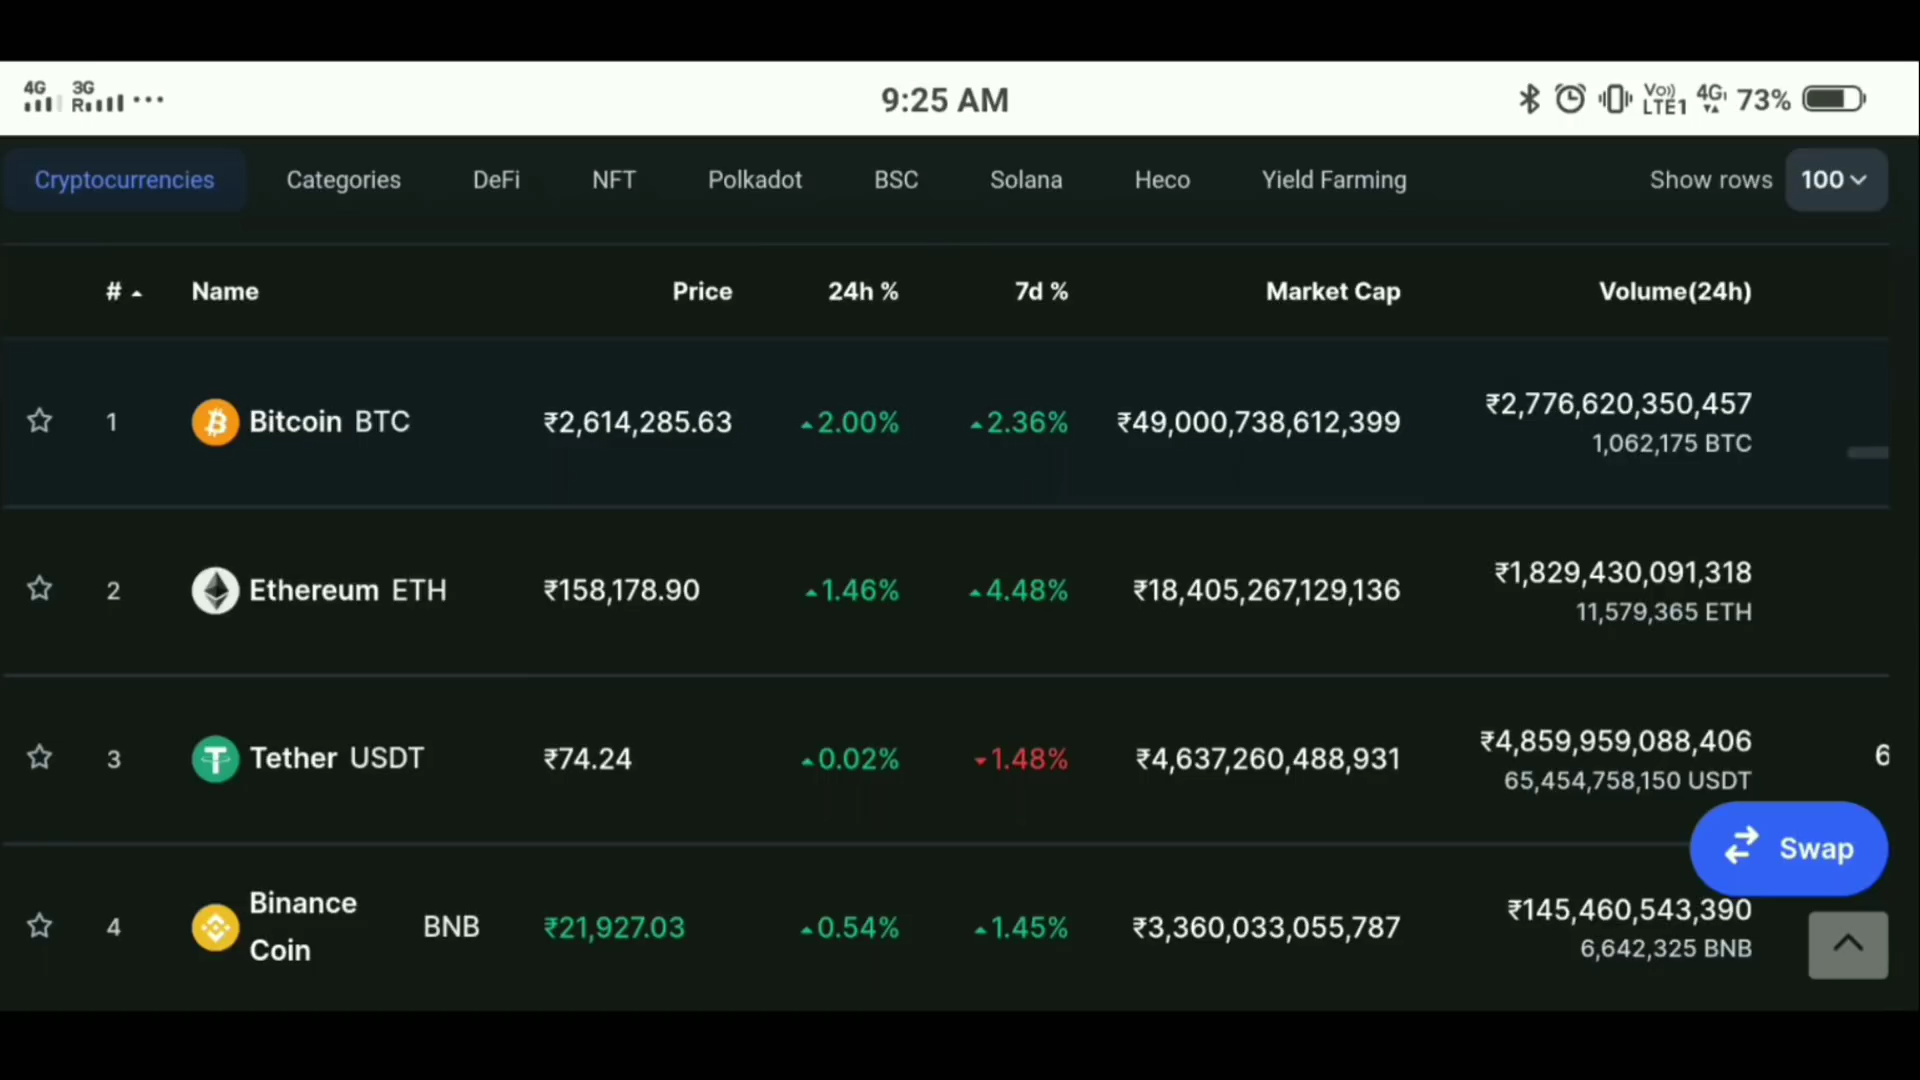 4G 3G R 9:25 AM Vo)) LTE1 4G 73%
Cryptocurrencies Categories DeFi NFT Polkadot BSC Solana Heco Yield Farming Show rows 100
# Name Price 24h % 7d % Market Cap Volume(24h)
1 Bitcoin BTC ₹2,614,285.63 2.00% 2.36% ₹49,000,738,612,399 ₹2,776,620,350,457
1,062,175 BTC
2 Ethereum ETH ₹158,178.90 1.46% 4.48% ₹18,405,267,129,136 ₹1,829,430,091,318
11,579,365 ETH
3 Tether USDT ₹74.24 0.02% 1.48% ₹4,637,260,488,931 ₹4,859,959,088,406 6
65,454,758,150 USDT
Swap
4 Binance Coin BNB ₹21,927.03 0.54% 1.45% ₹3,360,033,055,787 ₹145,460,543,390
6,642,325 BNB